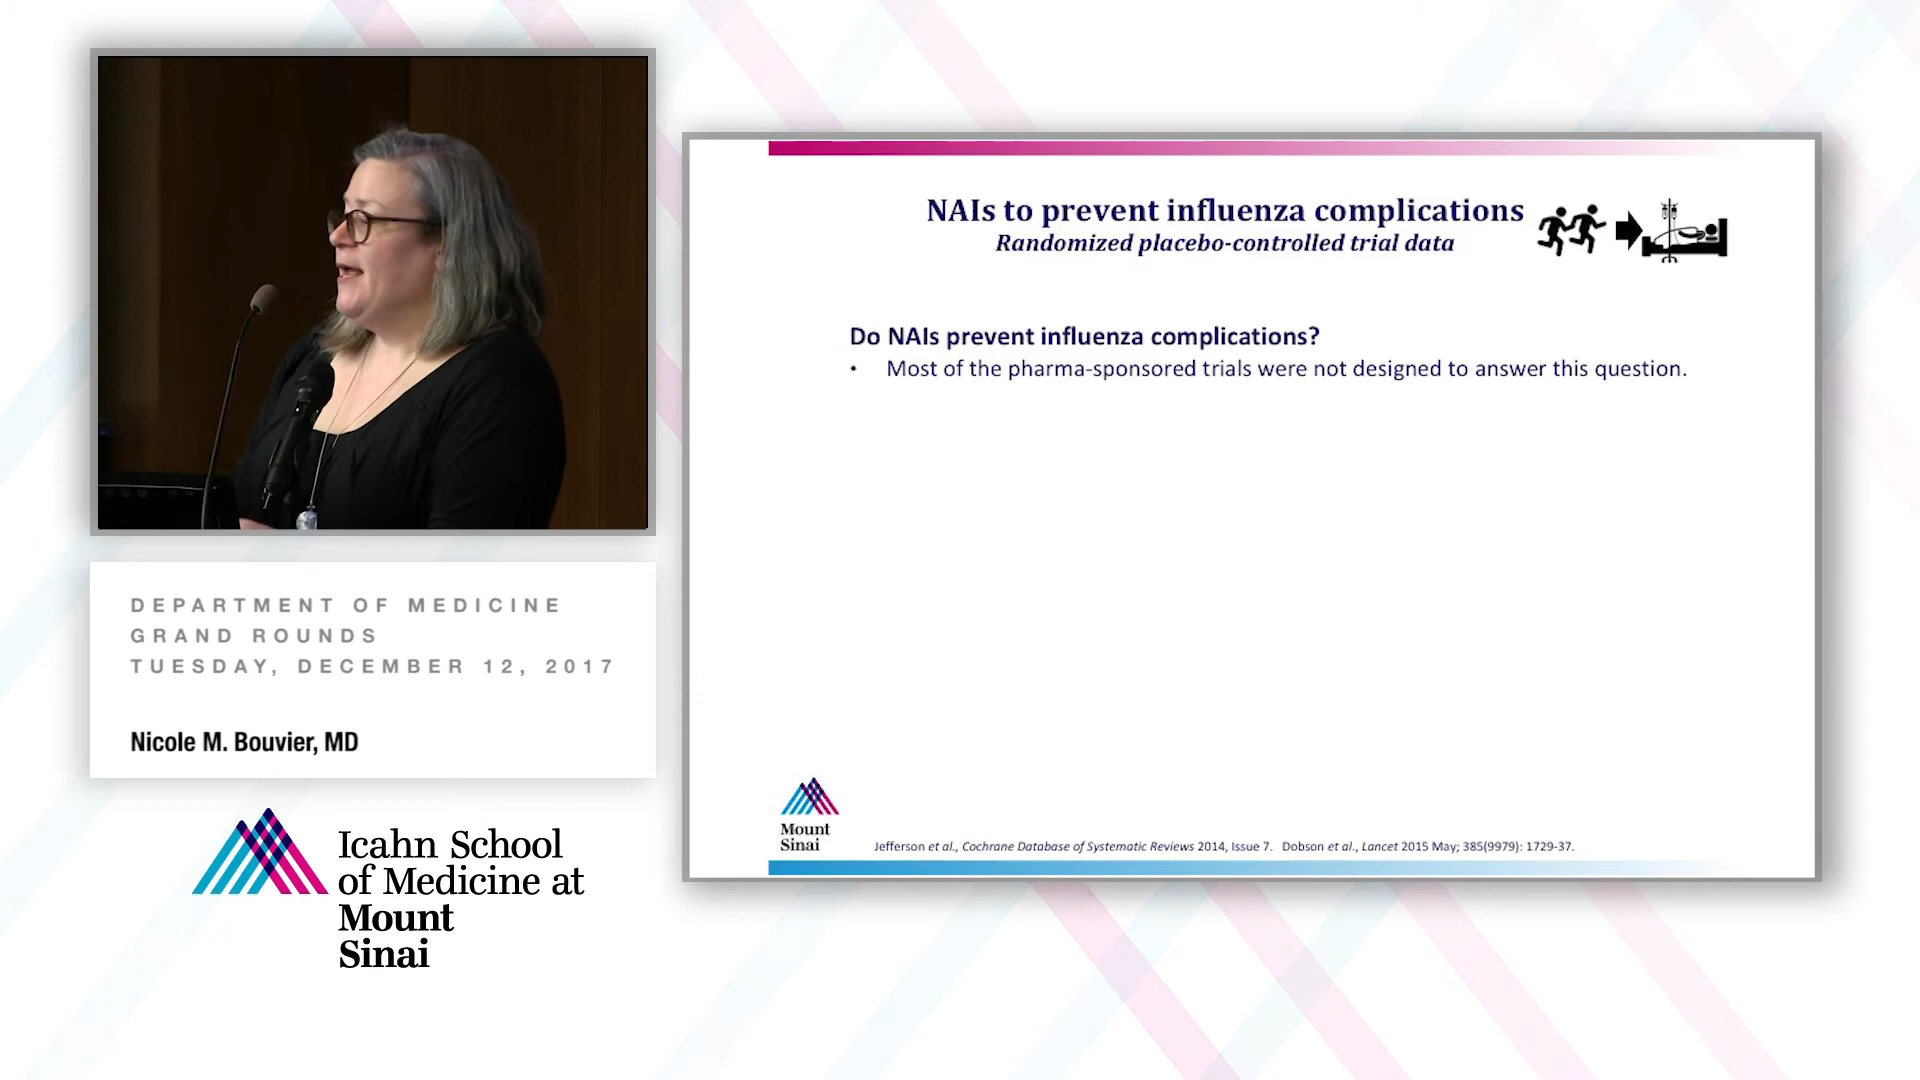 DEPARTMENT OF MEDICINE
GRAND ROUNDS
TUESDAY, DECEMBER 12, 2017
Nicole M. Bouvier, MD
Icahn School
of Medicine at
Mount
Sinai
NAIs to prevent influenza complications
Randomized placebo-controlled trial data
Do NAIs prevent influenza complications?
• Most of the pharma-sponsored trials were not designed to answer this question.
Mount
Sinai
Jefferson et al., Cochrane Database of Systematic Reviews 2014, Issue 7. Dobson et al., Lancet 2015 May; 385(9979): 1729-37.